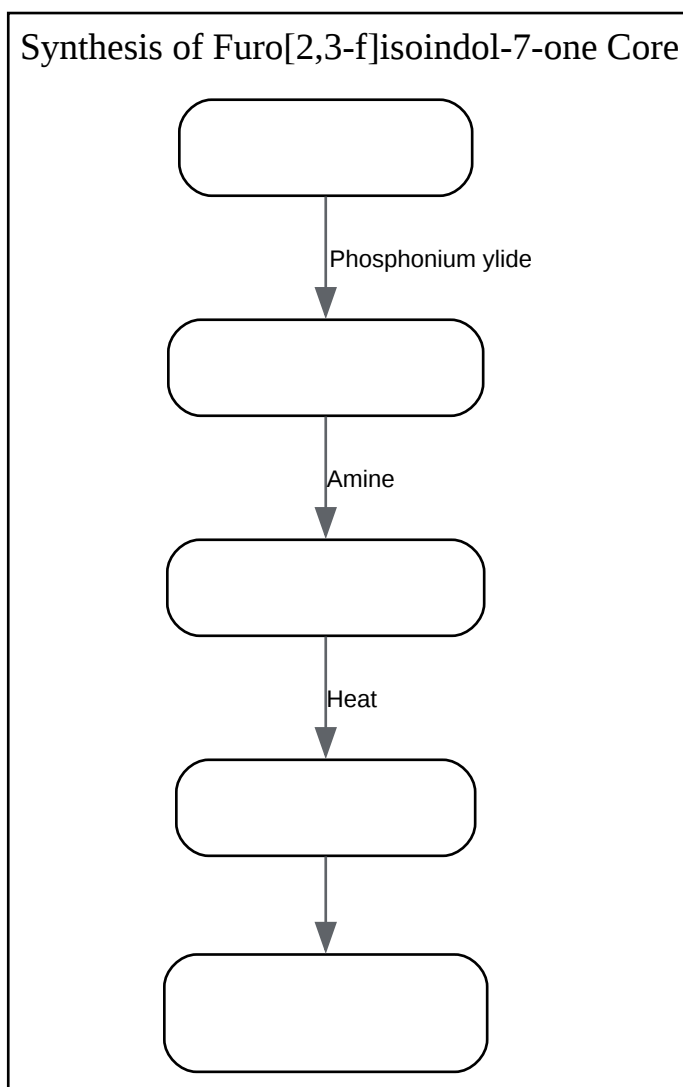 Synthesis of Furo[2,3-f]isoindol-7-one Core
Phosphonium ylide
Amine
Heat